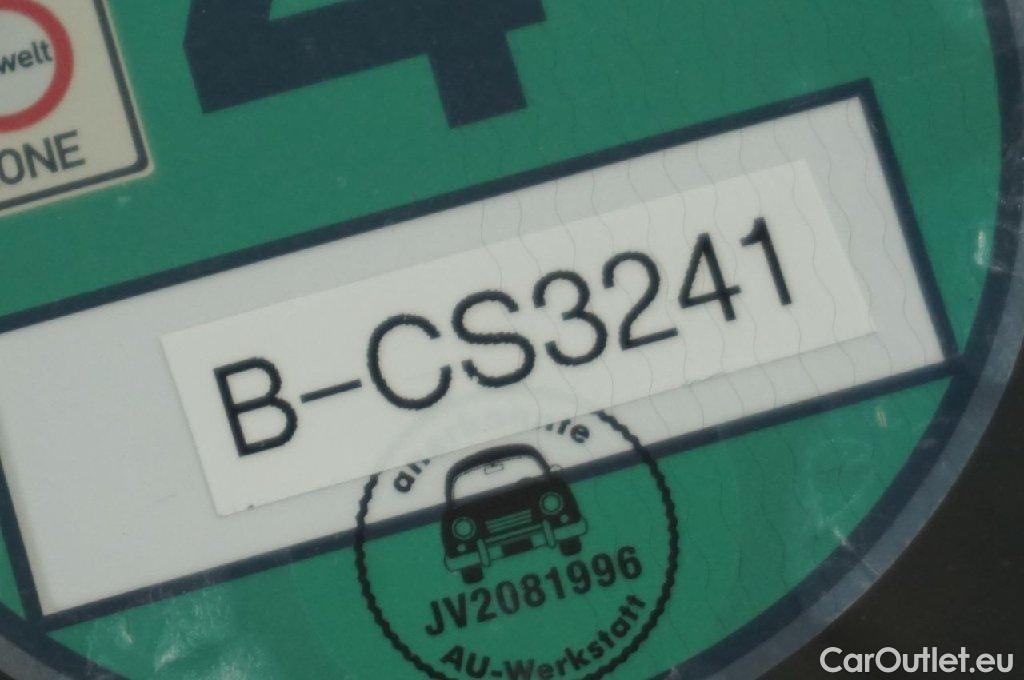 4
welt
ONE
B-CS3241
JV2081996
AU-Werkstatt
CarOutlet.eu